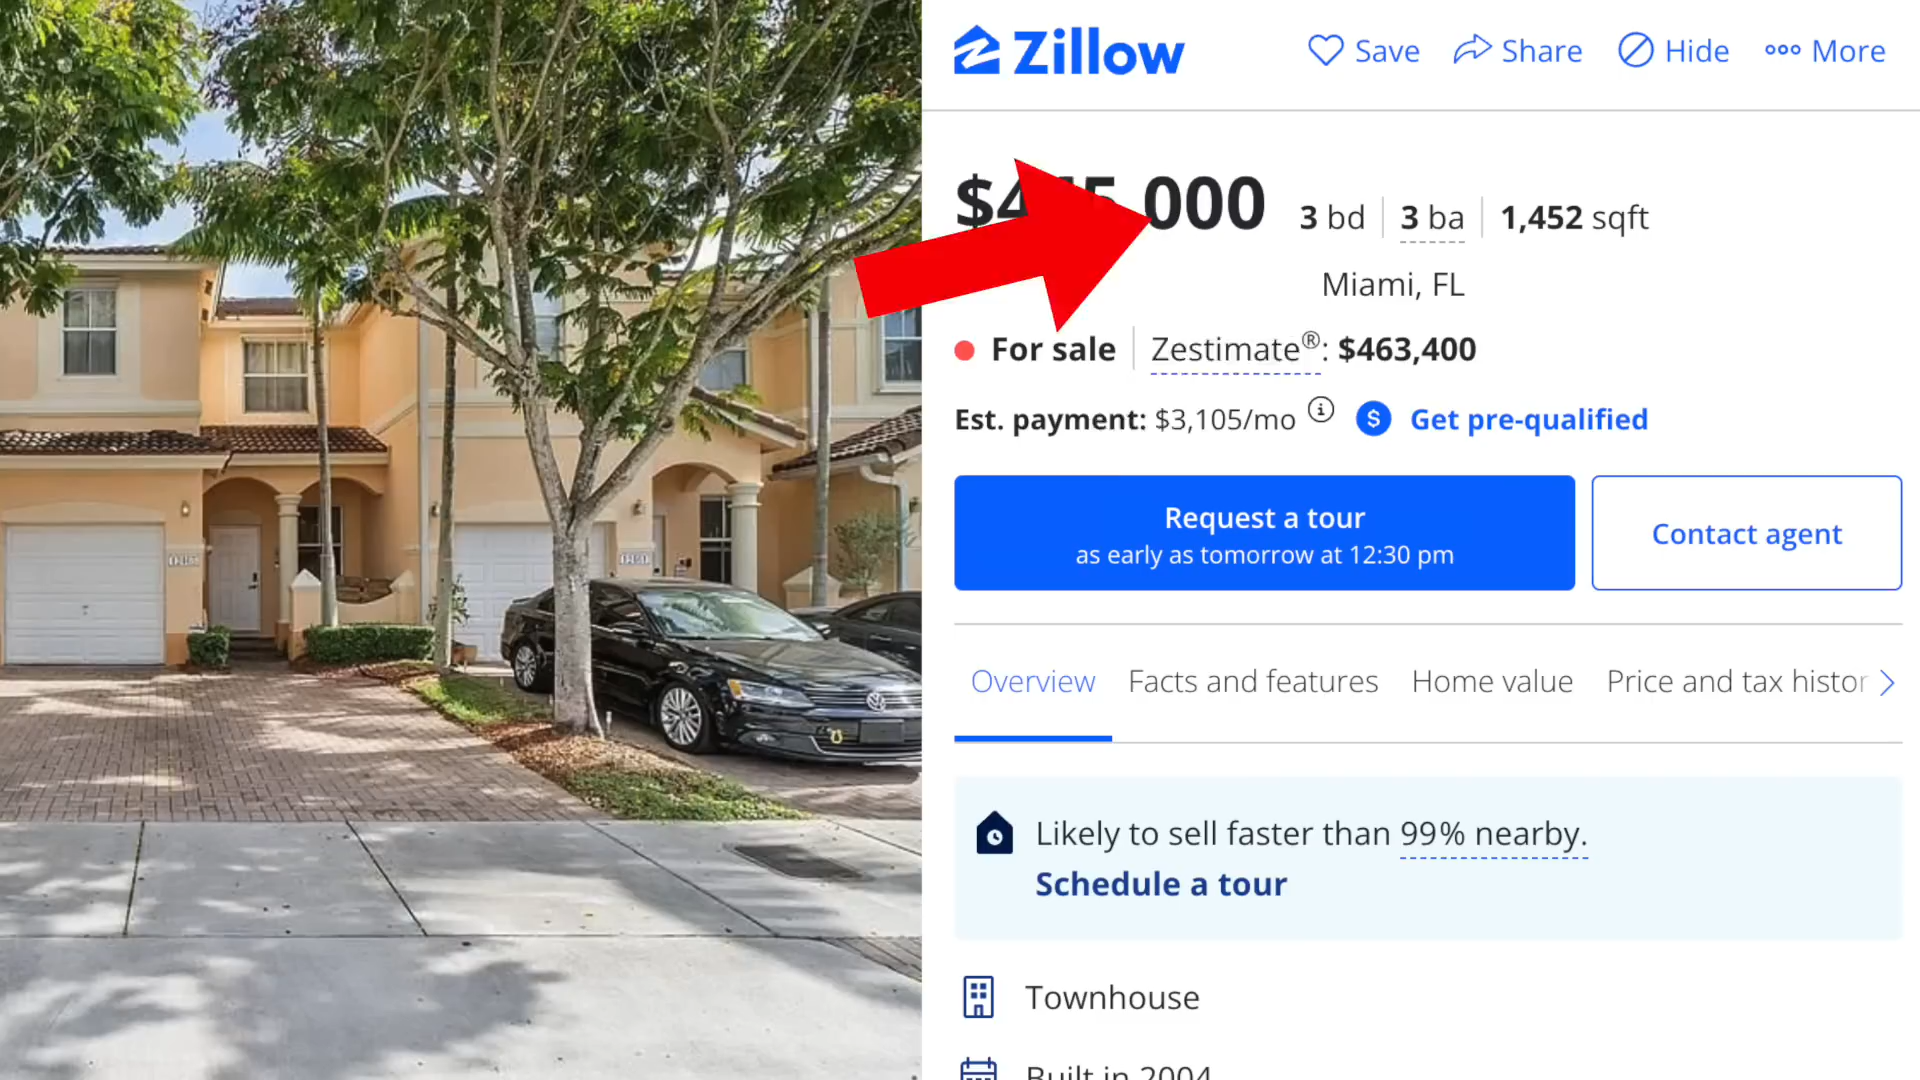 Zillow
Save Share Hide More
000 3 bd 3 ba 1,452 sqft
Miami, FL
For sale Zestimate®: $463,400
Est. payment: $3,105/mo Get pre-qualified
Request a tour
as early as tomorrow at 12:30 pm
Contact agent
Overview Facts and features Home value Price and tax histor
Likely to sell faster than 99% nearby.
Schedule a tour
Townhouse
Built in 2004